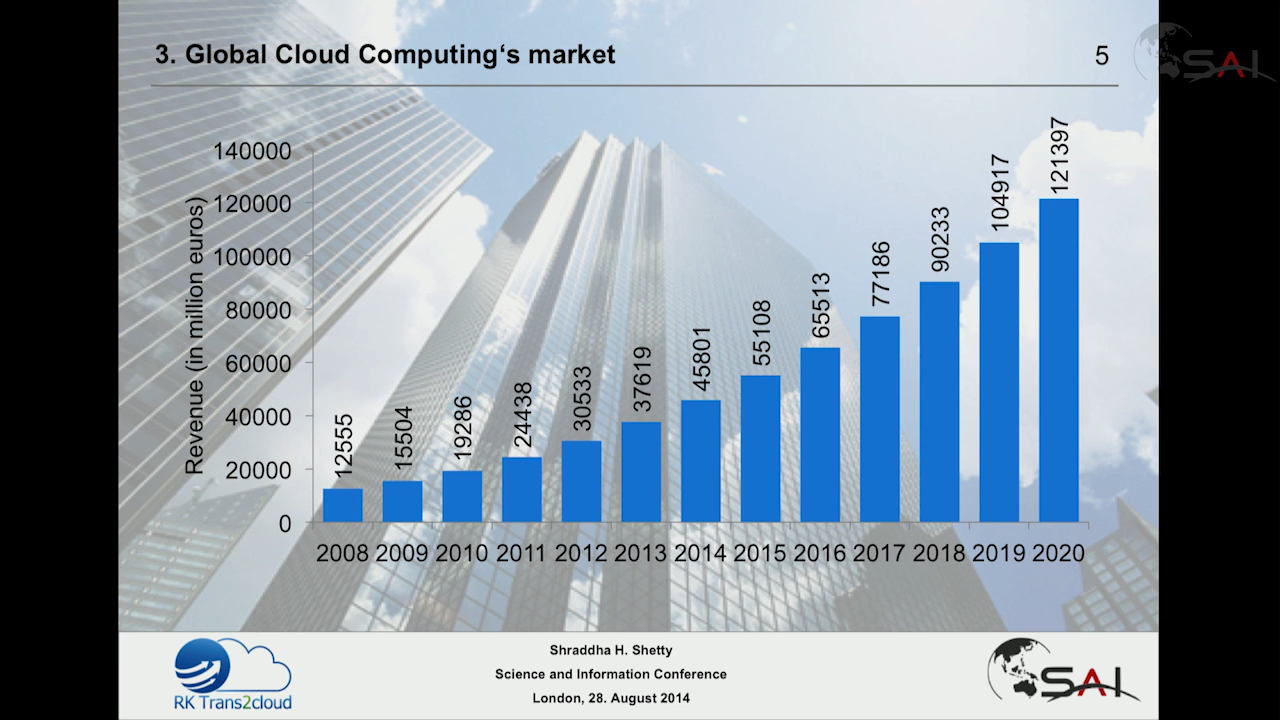 3. Global Cloud Computing‘s market
5
SAI
Revenue (in million euros)
140000
120000
100000
80000
60000
40000
20000
0
12555
15504
19286
24438
30533
37619
45801
55108
65513
77186
90233
104917
121397
2008 2009 2010 2011 2012 2013 2014 2015 2016 2017 2018 2019 2020
RK Trans2cloud
Shraddha H. Shetty
Science and Information Conference
London, 28. August 2014
SAI